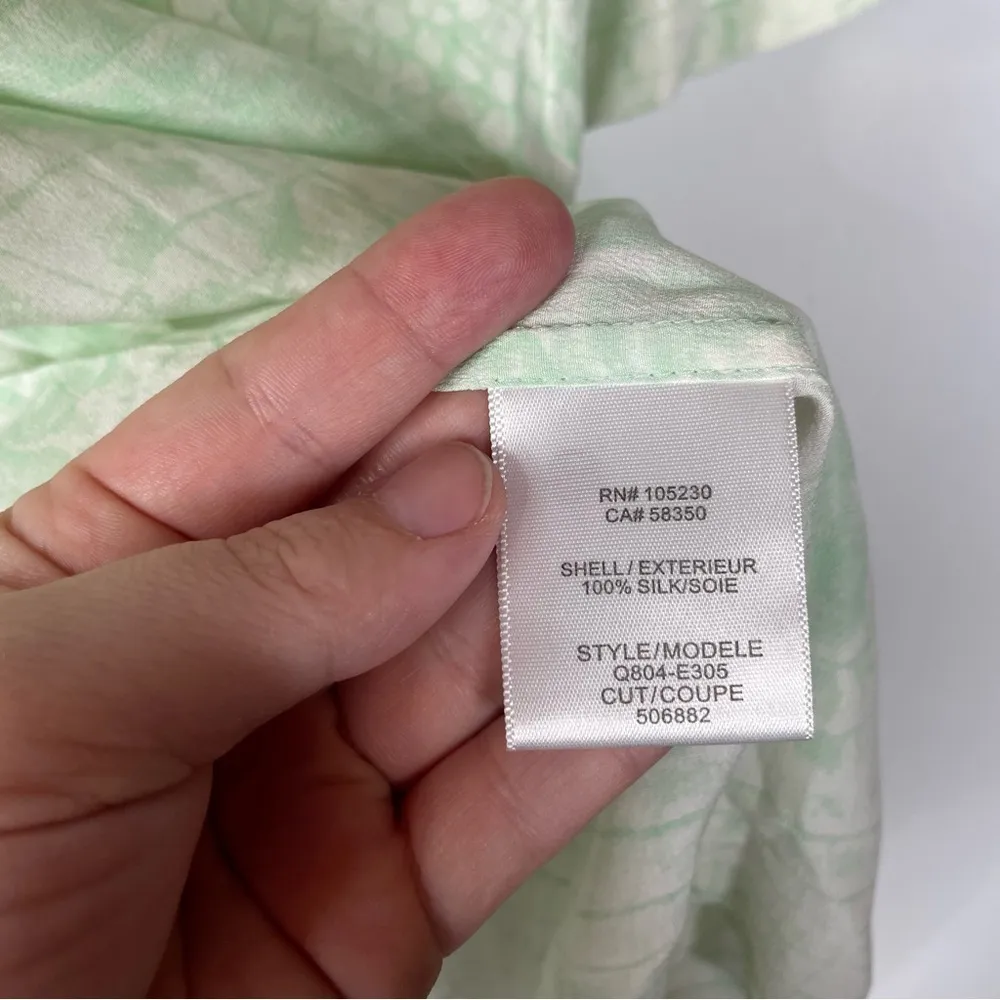 RN# 105230
CA# 58350
SHELL/EXTERIEUR
100% SILK/SOIE
STYLE/MODELE
Q804-E305
CUT/COUPE
506882